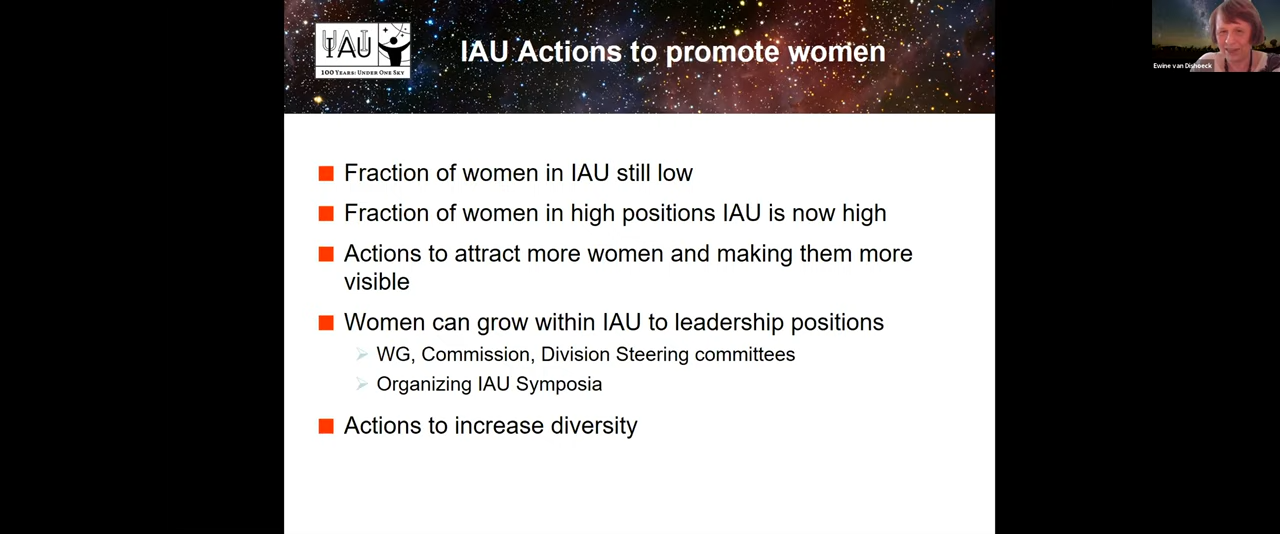 IAU
100 Years: Under One Sky
IAU Actions to promote women
Ewine van Dishoeck
Fraction of women in IAU still low
Fraction of women in high positions IAU is now high
Actions to attract more women and making them more
visible
Women can grow within IAU to leadership positions
WG, Commission, Division Steering committees
Organizing IAU Symposia
Actions to increase diversity